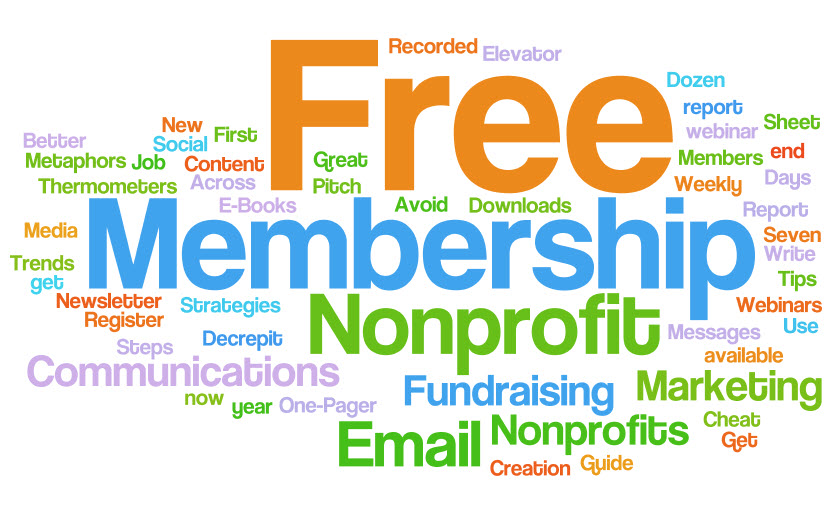 Recorded
Elevator
Free
Dozen
report
webinar
Sheet
New
First
Better
Social
Metaphors
Job
Content
Great
Members
end
Thermometers
Across
Pitch
Weekly
Days
E-Books
Avoid
Downloads
Report
Membership
Media
Seven
Write
Trends
get
Tips
Newsletter
Strategies
Nonprofit
Webinars
Register
Use
Decrepit
Messages
Steps
available
Communications
Fundraising
Marketing
now
year
One-Pager
Cheat
Email
Nonprofits
Get
Creation
Guide